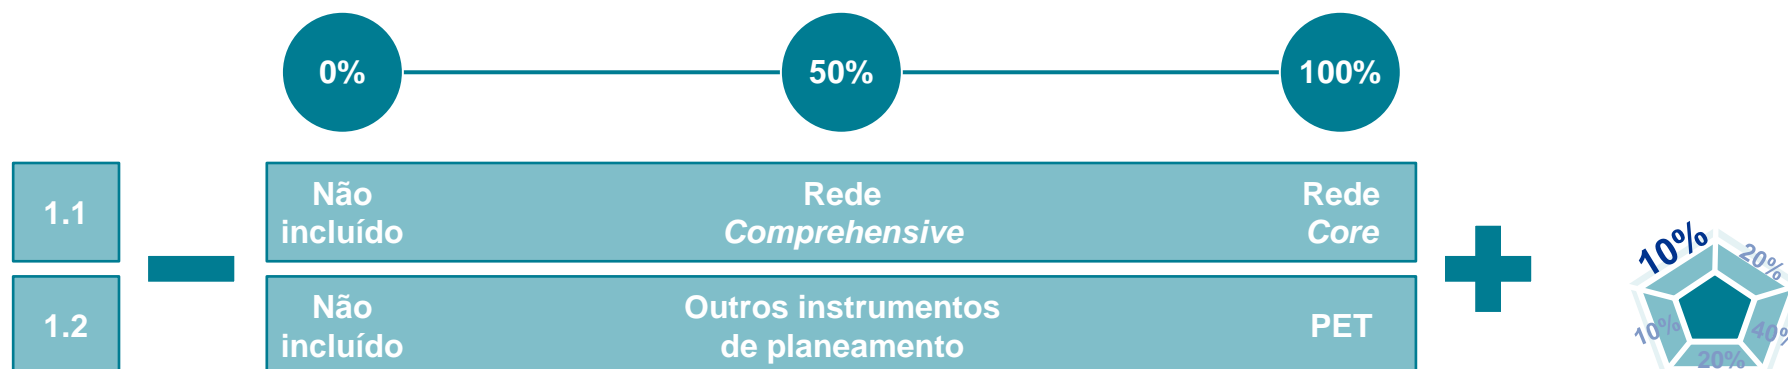 0%
50%
100%
1.1
Não
incluído
Rede
Comprehensive
Rede
Core
1.2
Não
incluído
Outros instrumentos
de planeamento
PET
10%
20%
10%
40%
20%